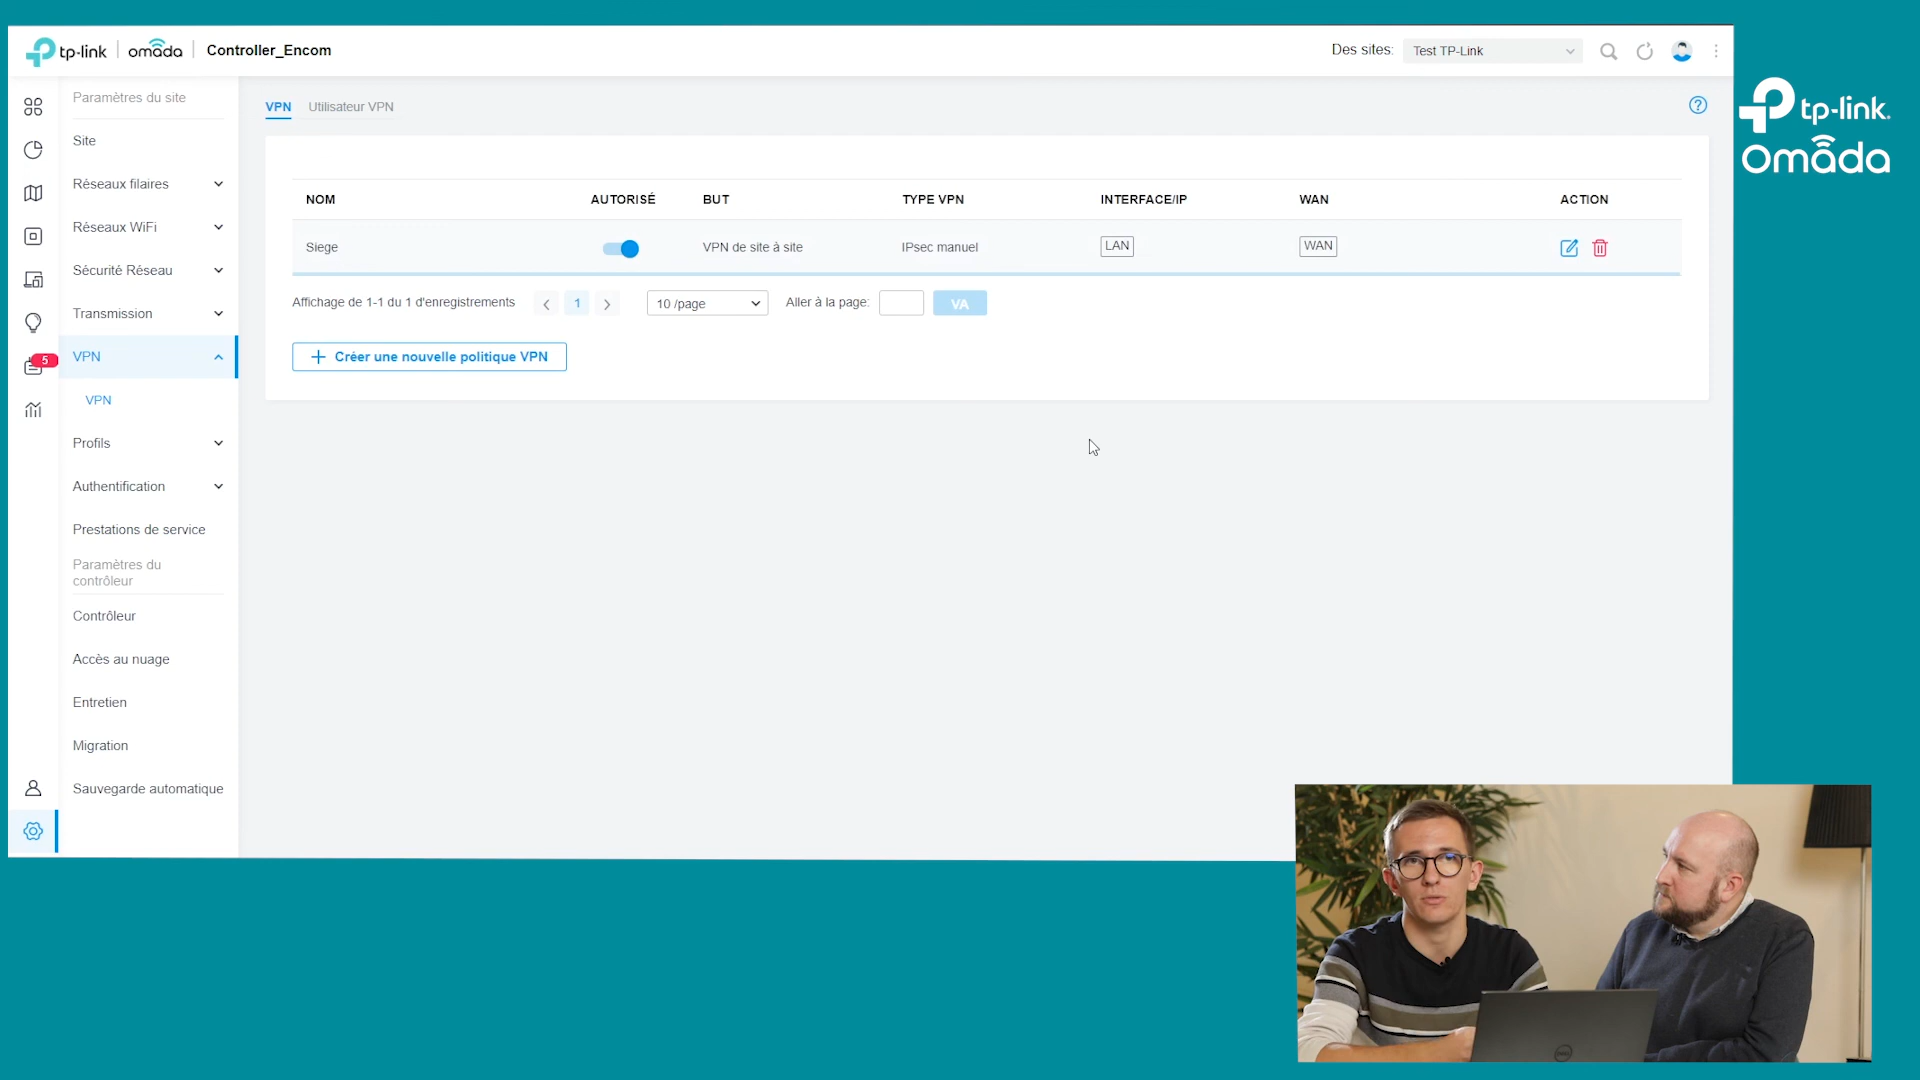 tp-link | omada | Controller_Encom
Des sites: Test TP-Link
tp-link.
omada
Paramètres du site
Site
Réseaux filaires
Réseaux WiFi
Sécurité Réseau
Transmission
VPN
5
VPN
Profils
Authentification
Prestations de service
Paramètres du
contrôleur
Contrôleur
Accès au nuage
Entretien
Migration
Sauvegarde automatique
VPN Utilisateur VPN
?
NOM AUTORISÉ BUT TYPE VPN INTERFACE/IP WAN ACTION
Siege VPN de site à site IPsec manuel LAN WAN
Affichage de 1-1 du 1 d'enregistrements < 1 > 10 /page Aller à la page: VA
+ Créer une nouvelle politique VPN
DELL